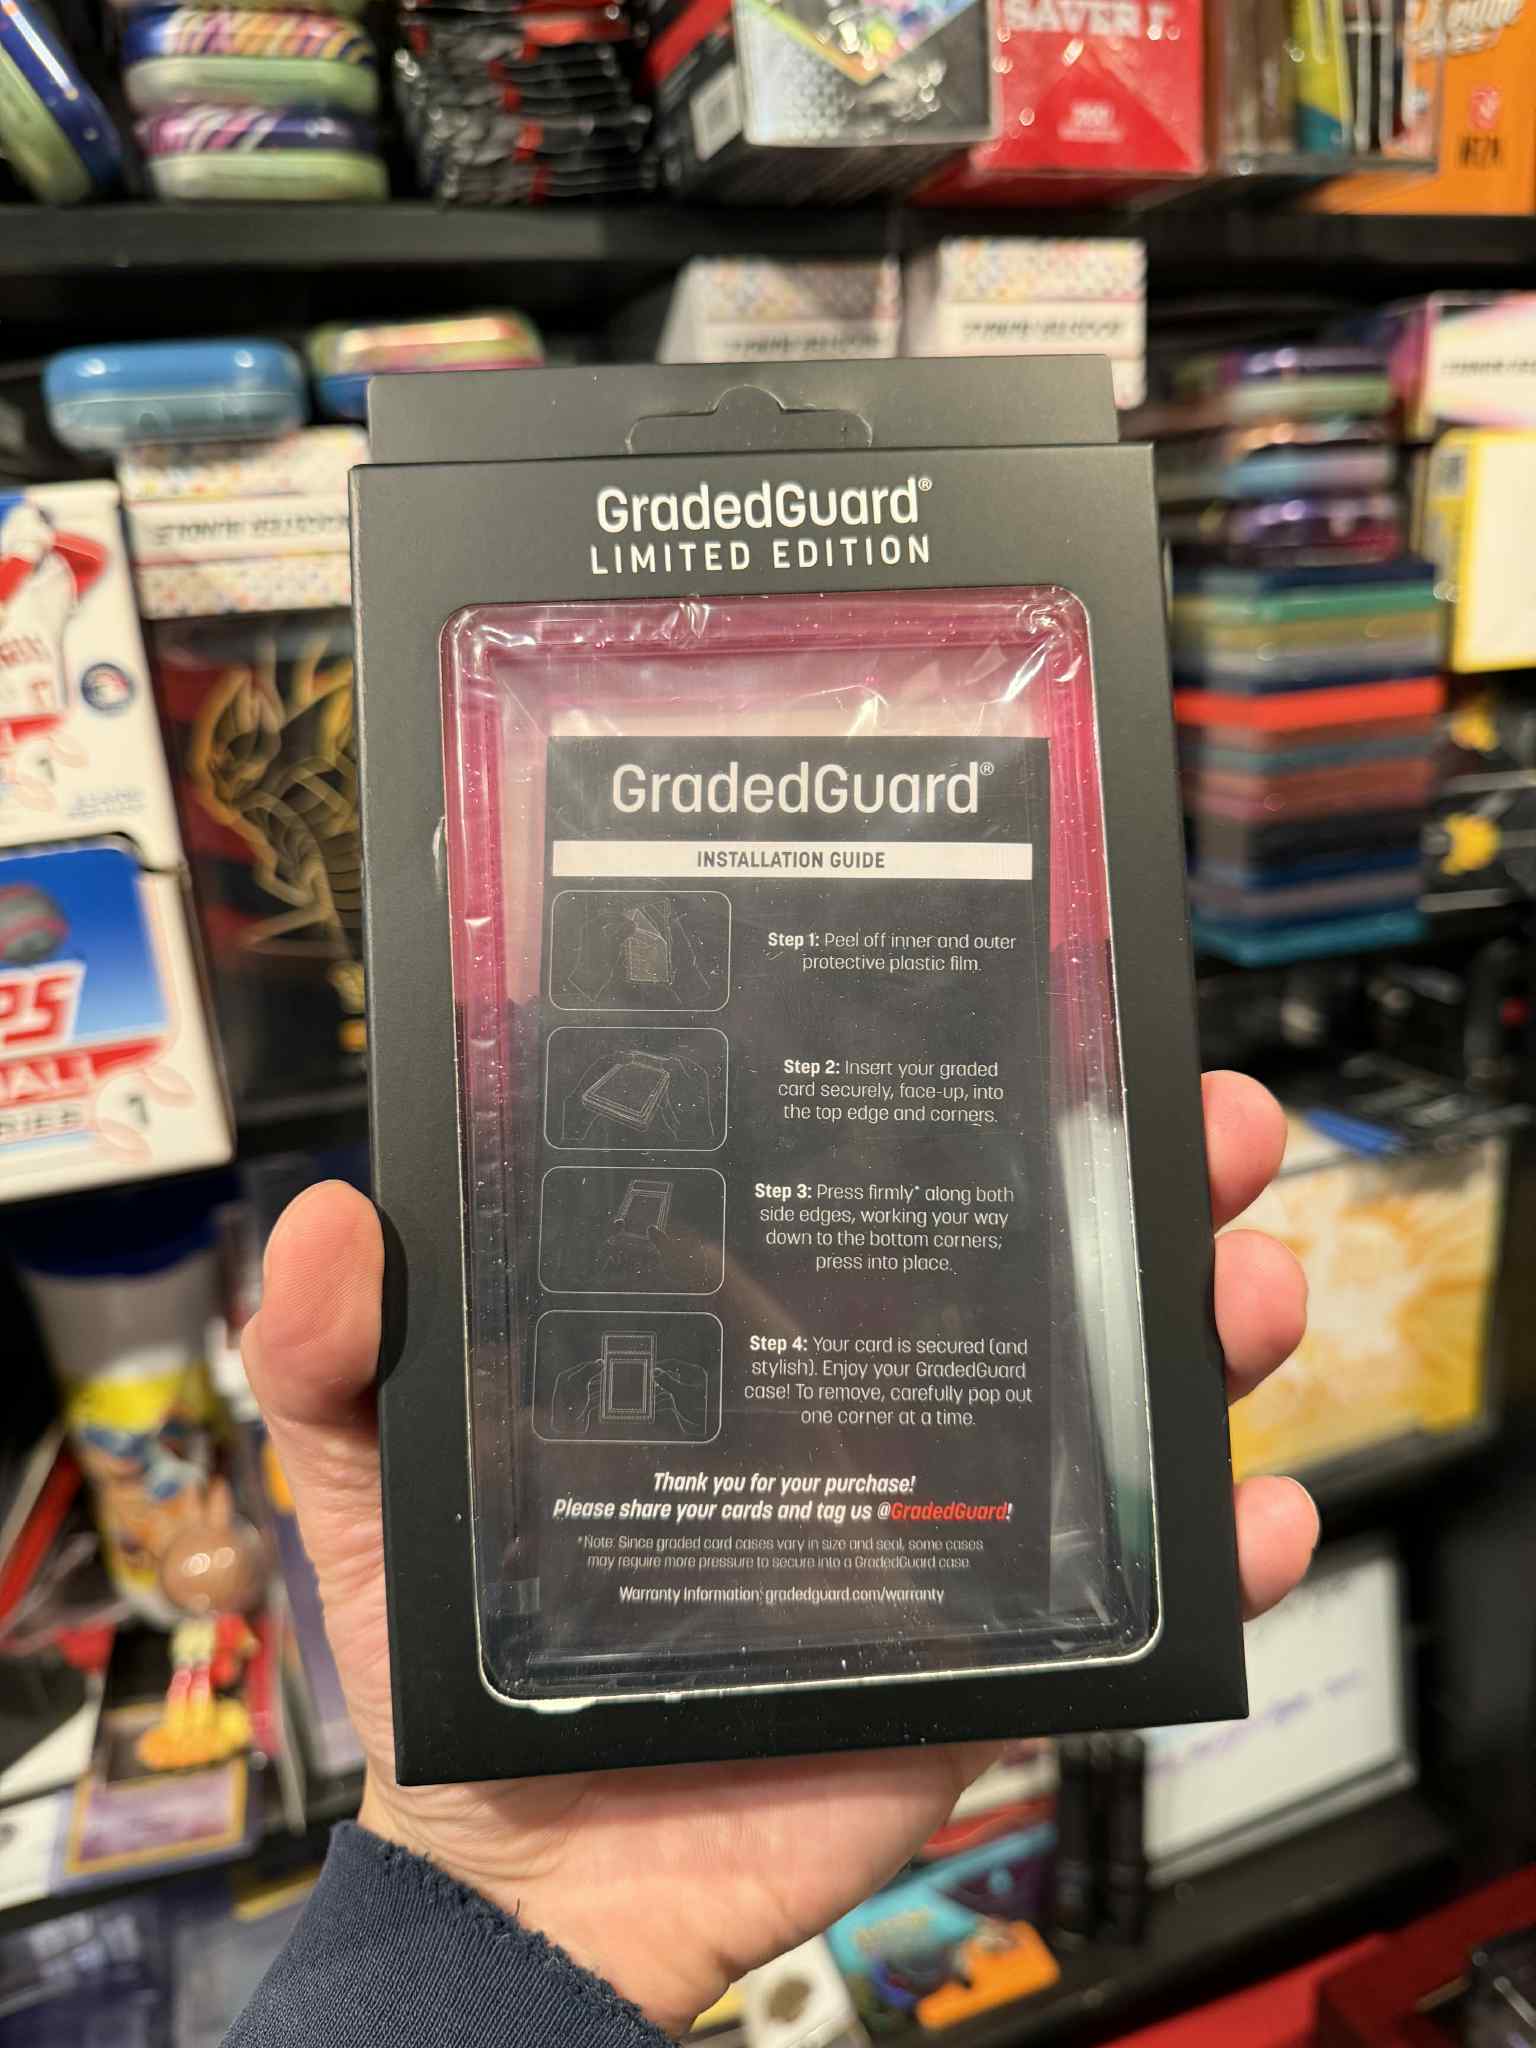 SAVER 1
GradedGuard®
LIMITED EDITION
GradedGuard®
INSTALLATION GUIDE
Step 1: Peel off inner and outer
protective plastic film.
Step 2: Insert your graded
card securely, face-up, into
the top edge and corners.
Step 3: Press firmly* along both
side edges, working your way
down to the bottom corners;
press into place.
Step 4: Your card is secured (and
stylish). Enjoy your GradedGuard
case! To remove, carefully pop out
one corner at a time.
Thank you for your purchase!
Please share your cards and tag us @GradedGuard!
*Note: Since graded card cases vary in size and seal, some cases
may require more pressure to secure into a GradedGuard case.
Warranty Information: gradedguard.com/warranty